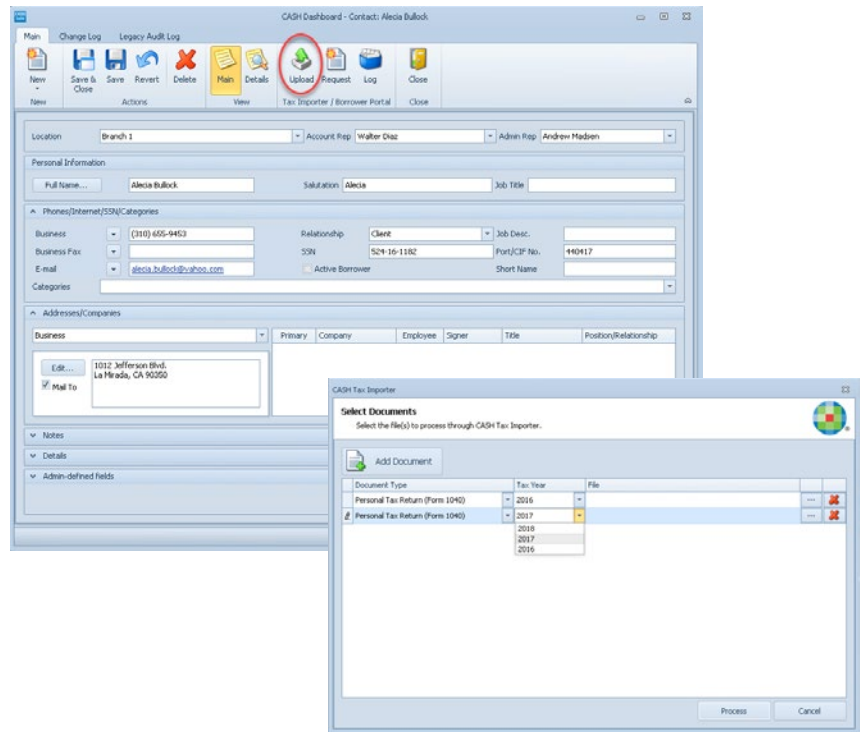 CASH Dashboard - Contact: Alecia Bullock
Main Change Log Legacy Audit Log
New Save & Close Save Revert Delete Main Details Upload Request Log Close
New Actions View Tax Importer / Borrower Portal Close
Location Branch 1 Account Rep Walter Diaz Admin Rep Andrew Madsen
Personal Information
Full Name... Alecia Bullock Salutation Alecia Job Title
Phones/Internet/SSN/Categories
Business (310) 655-9453 Relationship Client Job Desc.
Business Fax SSN 524-16-1182 Port/CIF No. 440417
E-mail alecia.bullock@yahoo.com Active Borrower Short Name
Categories
Addresses/Companies
Business Primary Company Employee Signer Title Position/Relationship
Edit... 1012 Jefferson Blvd.
Mail To La Mirada, CA 90350
Notes
Details
Admin-defined fields
CASH Tax Importer
Select Documents
Select the file(s) to process through CASH Tax Importer.
Add Document
Document Type Tax Year File
Personal Tax Return (Form 1040) 2016 ...
Personal Tax Return (Form 1040) 2017 ...
2018
2017
2016
Process Cancel